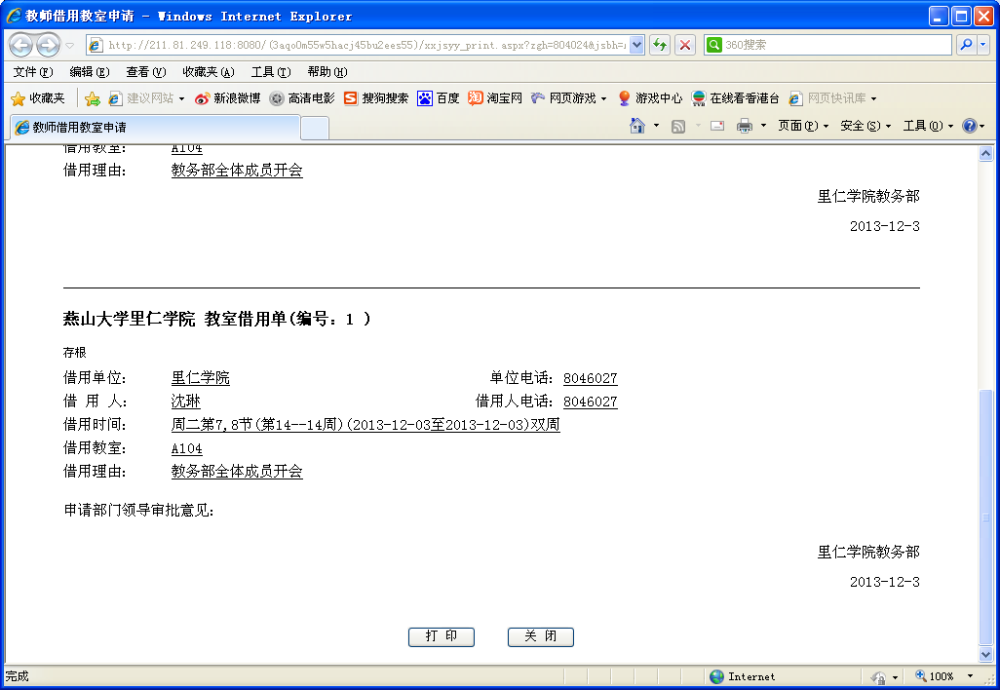 教师借用教室申请 - Windows Internet Explorer
http://211.81.249.118:8080/(3aqo0m55w5hacj45bu2ees55)/xxjsyy_print.aspx?zgh=804024&jsbh=
360搜索
文件(F) 编辑(E) 查看(V) 收藏夹(A) 工具(T) 帮助(H)
收藏夹 建议网站 新浪微博 高清电影 搜狗搜索 百度 淘宝网 网页游戏 游戏中心 在线看香港台 网页快讯库
教师借用教室申请 页面(P) 安全(S) 工具(O)
借用教室: A104
借用理由: 教务部全体成员开会
里仁学院教务部
2013-12-3
燕山大学里仁学院 教室借用单(编号:1 )
存根
借用单位: 里仁学院 单位电话: 8046027
借 用 人: 沈琳 借用人电话: 8046027
借用时间: 周二第7,8节(第14--14周)(2013-12-03至2013-12-03)双周
借用教室: A104
借用理由: 教务部全体成员开会
申请部门领导审批意见:
里仁学院教务部
2013-12-3
打 印 关 闭
完成 Internet 100%